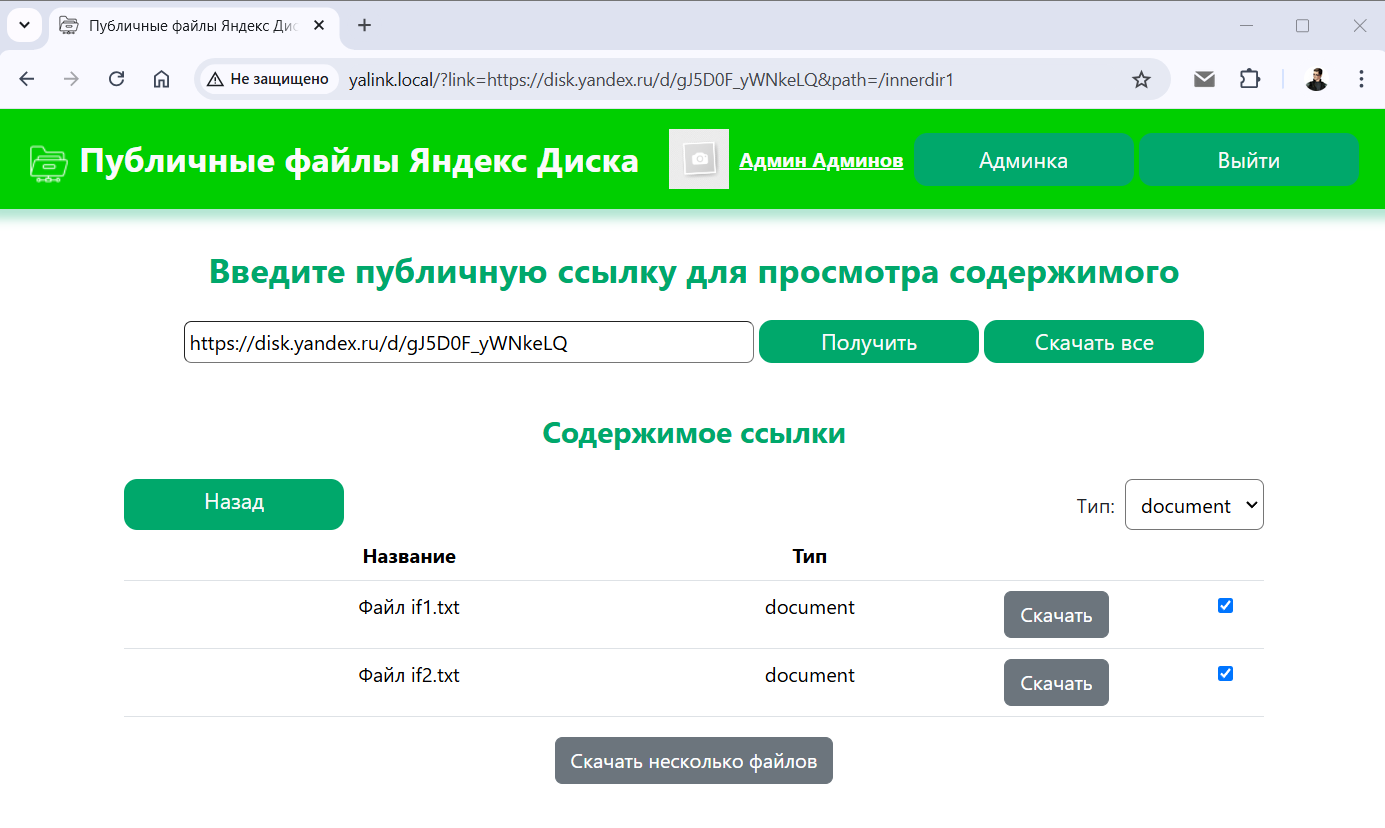 Публичные файлы Яндекс Дис
Не защищено
yalink.local/?link=https://disk.yandex.ru/d/gJ5D0F_yWNkeLQ&path=/innerdir1
Публичные файлы Яндекс Диска
Админ Админов
Админка
Выйти
Введите публичную ссылку для просмотра содержимого
https://disk.yandex.ru/d/gJ5D0F_yWNkeLQ
Получить
Скачать все
Содержимое ссылки
Назад
Тип:
document
Название Тип
Файл if1.txt document Скачать
Файл if2.txt document Скачать
Скачать несколько файлов